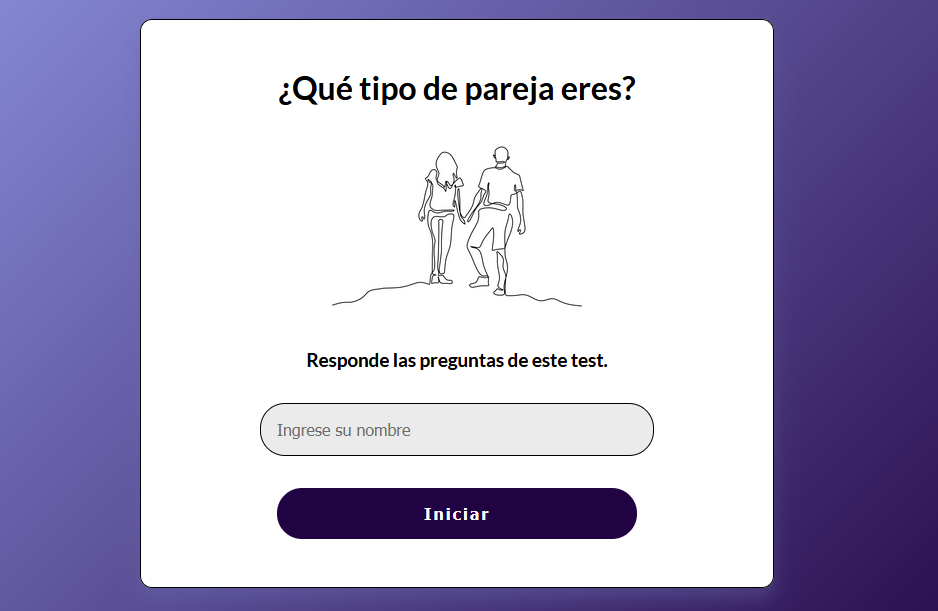 ¿Qué tipo de pareja eres?
Responde las preguntas de este test.
Ingrese su nombre
Iniciar